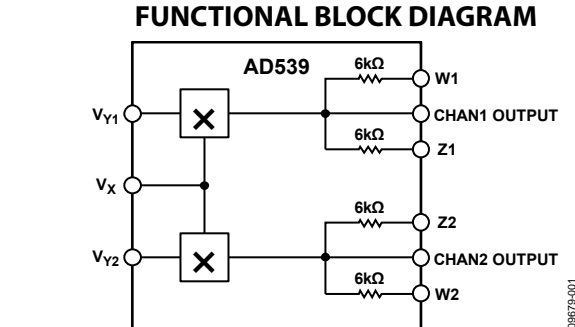 FUNCTIONAL BLOCK DIAGRAM
AD539
6kΩ
W1
VY1
CHAN1 OUTPUT
6kΩ
Z1
VX
6kΩ
Z2
VY2
CHAN2 OUTPUT
6kΩ
W2
09679-001